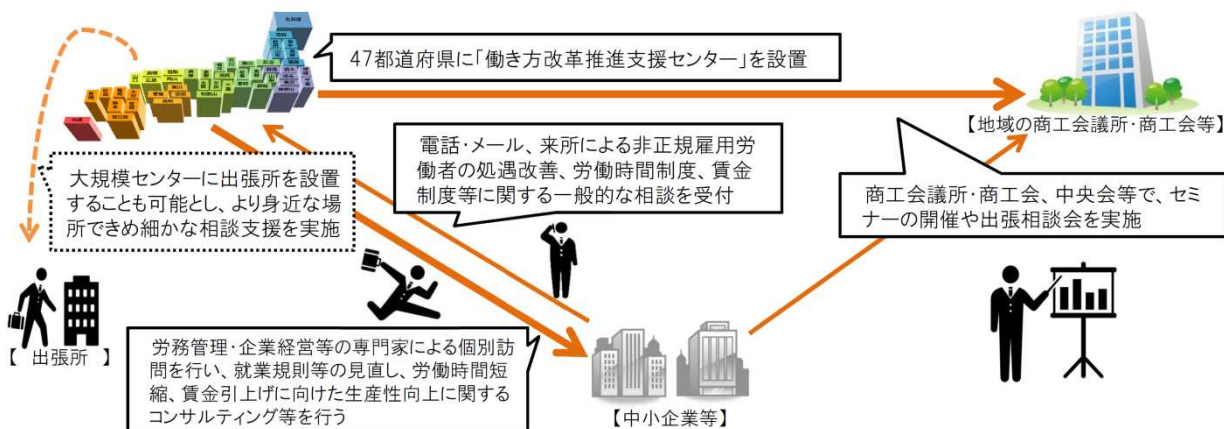 47都道府県に「働き方改革推進支援センター」を設置
【地域の商工会議所・商工会等】
電話・メール、来所による非正規雇用労
働者の処遇改善、労働時間制度、賃金
制度等に関する一般的な相談を受付
大規模センターに出張所を設置
することも可能とし、より身近な場
所できめ細かな相談支援を実施
商工会議所・商工会、中央会等で、セミ
ナーの開催や出張相談会を実施
【 出張所 】
労務管理・企業経営等の専門家による個別訪
問を行い、就業規則等の見直し、労働時間短
縮、賃金引上げに向けた生産性向上に関する
コンサルティング等を行う
【中小企業等】